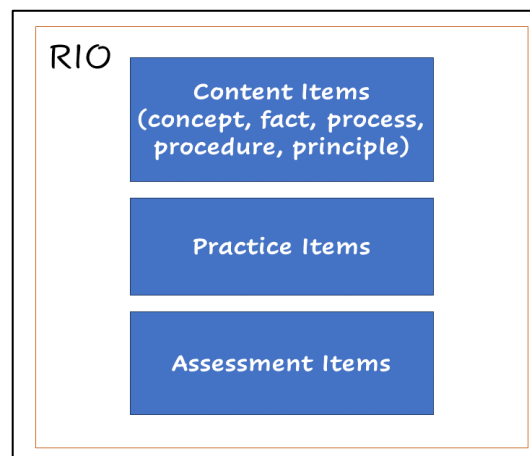 RIO
Content Items
(concept, fact, process,
procedure, principle)
Practice Items
Assessment Items